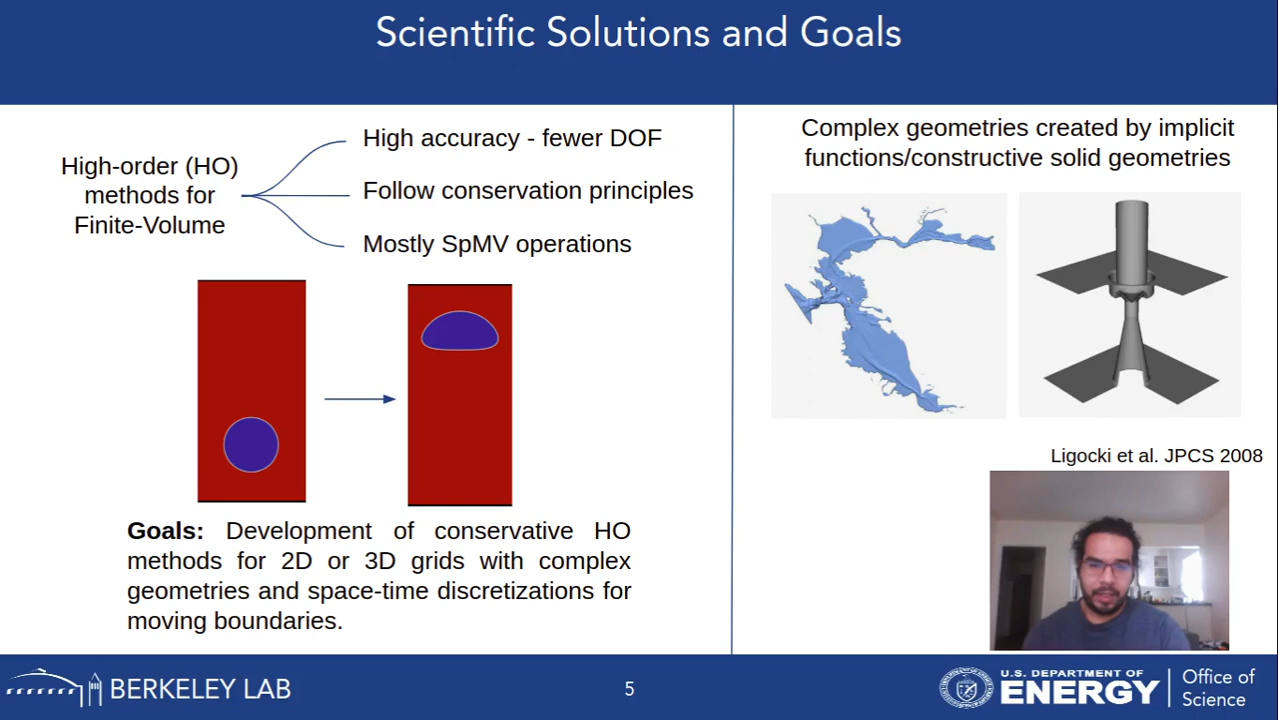 Scientific Solutions and Goals
High-order (HO)
methods for
Finite-Volume
High accuracy - fewer DOF
Follow conservation principles
Mostly SpMV operations
Goals: Development of conservative HO
methods for 2D or 3D grids with complex
geometries and space-time discretizations for
moving boundaries.
Complex geometries created by implicit
functions/constructive solid geometries
Ligocki et al. JPCS 2008
BERKELEY LAB
5
U.S. DEPARTMENT OF
ENERGY
Office of
Science